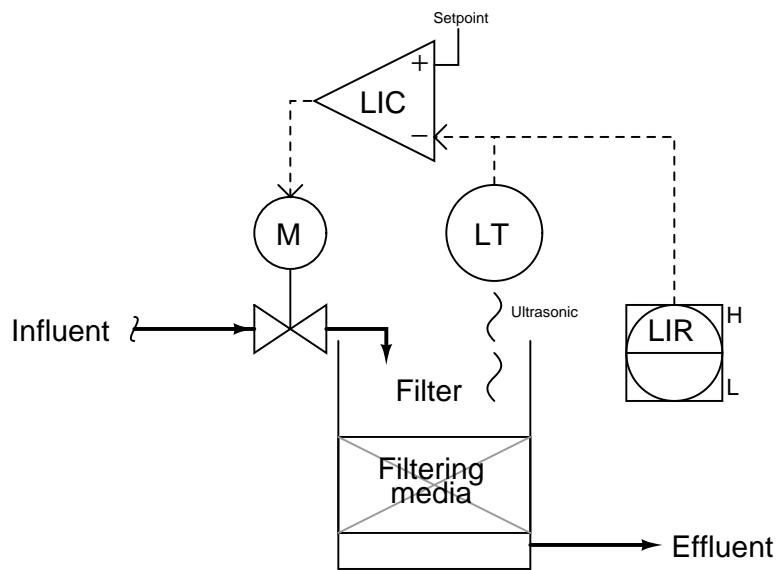 Setpoint
+
LIC
−
M
LT
Influent
Ultrasonic
H
LIR
L
Filter
Filtering
media
Effluent